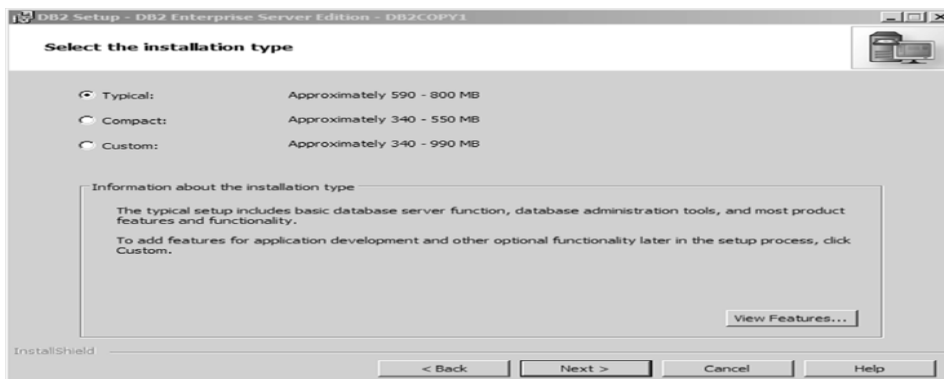 DB2 Setup - DB2 Enterprise Server Edition - DB2COPY1
Select the installation type
Typical: Approximately 590 - 800 MB
Compact: Approximately 340 - 550 MB
Custom: Approximately 340 - 990 MB
Information about the installation type
The typical setup includes basic database server function, database administration tools, and most product
features and functionality.
To add features for application development and other optional functionality later in the setup process, click
Custom.
View Features...
InstallShield
< Back Next > Cancel Help